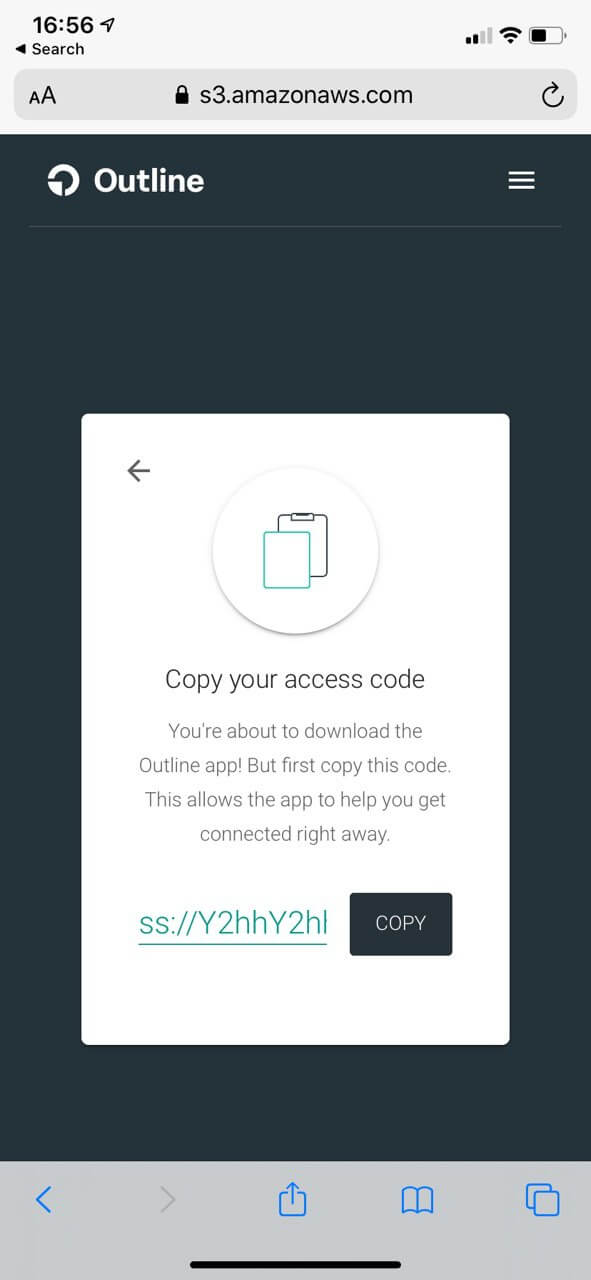 16:56
Search
AA s3.amazonaws.com
Outline
Copy your access code
You're about to download the
Outline app! But first copy this code.
This allows the app to help you get
connected right away.
ss://Y2hhY2h COPY